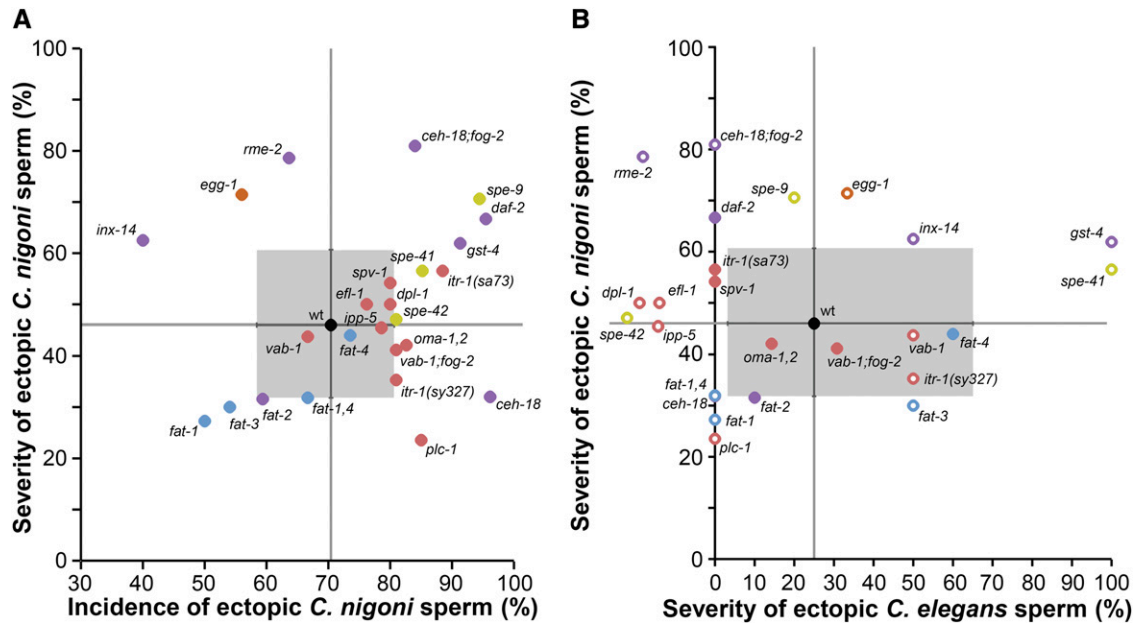 A
Severity of ectopic C. nigoni sperm (%)
100
80
60
40
20
0
30 40 50 60 70 80 90 100
Incidence of ectopic C. nigoni sperm (%)
ceh-18;fog-2
rme-2
egg-1
spe-9
daf-2
inx-14
gst-4
spe-41
spv-1
itr-1(sa73)
efl-1
dpl-1
wt
spe-42
ipp-5
oma-1,2
vab-1
fat-4
vab-1;fog-2
itr-1(sy327)
fat-2
fat-1,4
ceh-18
fat-1
fat-3
plc-1
B
Severity of ectopic C. nigoni sperm (%)
100
80
60
40
20
0
0 10 20 30 40 50 60 70 80 90 100
Severity of ectopic C. elegans sperm (%)
ceh-18;fog-2
rme-2
spe-9
egg-1
daf-2
inx-14
gst-4
itr-1(sa73)
spe-41
spv-1
dpl-1
efl-1
wt
spe-42
ipp-5
oma-1,2
vab-1;fog-2
vab-1
fat-4
itr-1(sy327)
fat-1,4
ceh-18
fat-2
fat-3
fat-1
plc-1